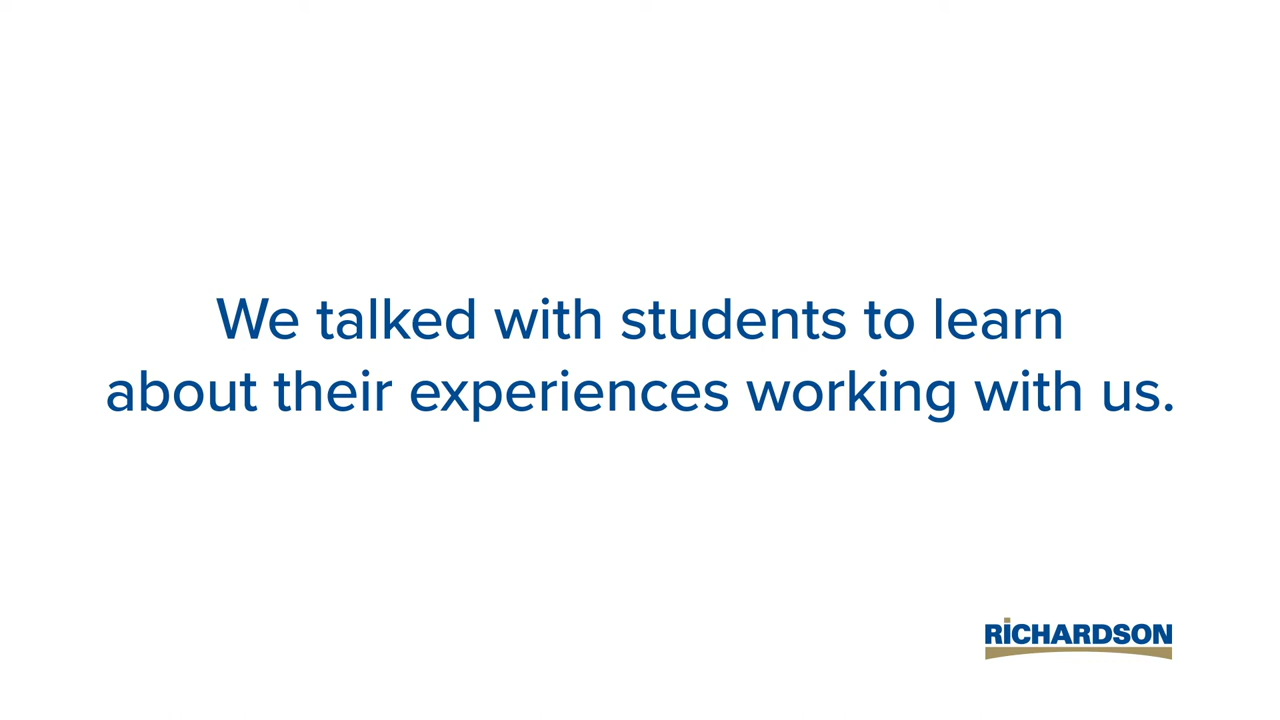 We talked with students to learn
about their experiences working with us.
RiCHARDSON